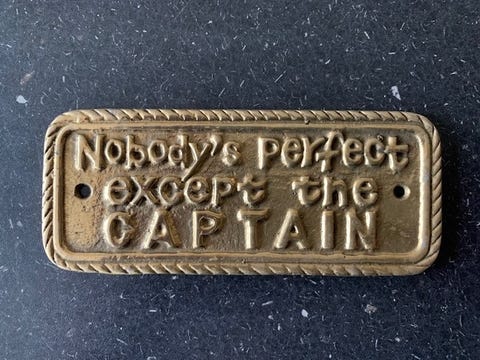 Nobody's perfect
except the
CAPTAIN